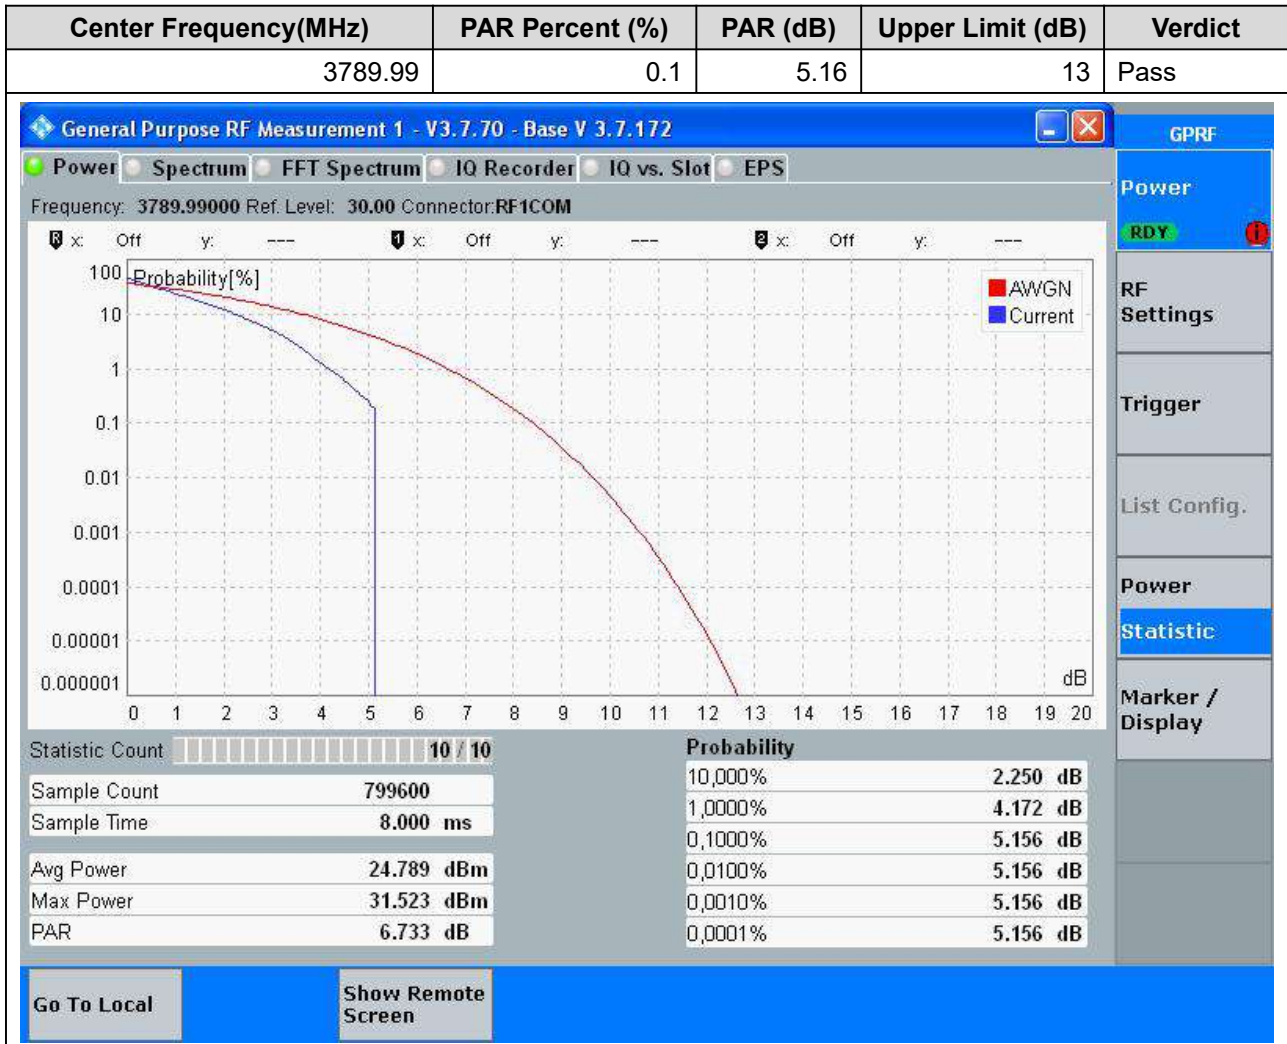 Center Frequency(MHz) PAR Percent (%) PAR (dB) Upper Limit (dB) Verdict
3789.99 0.1 5.16 13 Pass
General Purpose RF Measurement 1 - V3.7.70 - Base V 3.7.172
GPRF
Power Spectrum FFT Spectrum IQ Recorder IQ vs. Slot EPS
Frequency: 3789.99000 Ref. Level: 30.00 Connector:RF1COM
R x: Off y: --- 1 x: Off y: --- 2 x: Off y: ---
Probability[%]
100
10
1
0.1
0.01
0.001
0.0001
0.00001
0.000001
AWGN
Current
dB
0 1 2 3 4 5 6 7 8 9 10 11 12 13 14 15 16 17 18 19 20
Statistic Count 10 / 10
Sample Count 799600
Sample Time 8.000 ms
Avg Power 24.789 dBm
Max Power 31.523 dBm
PAR 6.733 dB
Probability
10,000% 2.250 dB
1,0000% 4.172 dB
0,1000% 5.156 dB
0,0100% 5.156 dB
0,0010% 5.156 dB
0,0001% 5.156 dB
Power
RDY
RF
Settings
Trigger
List Config.
Power
Statistic
Marker /
Display
Go To Local
Show Remote
Screen